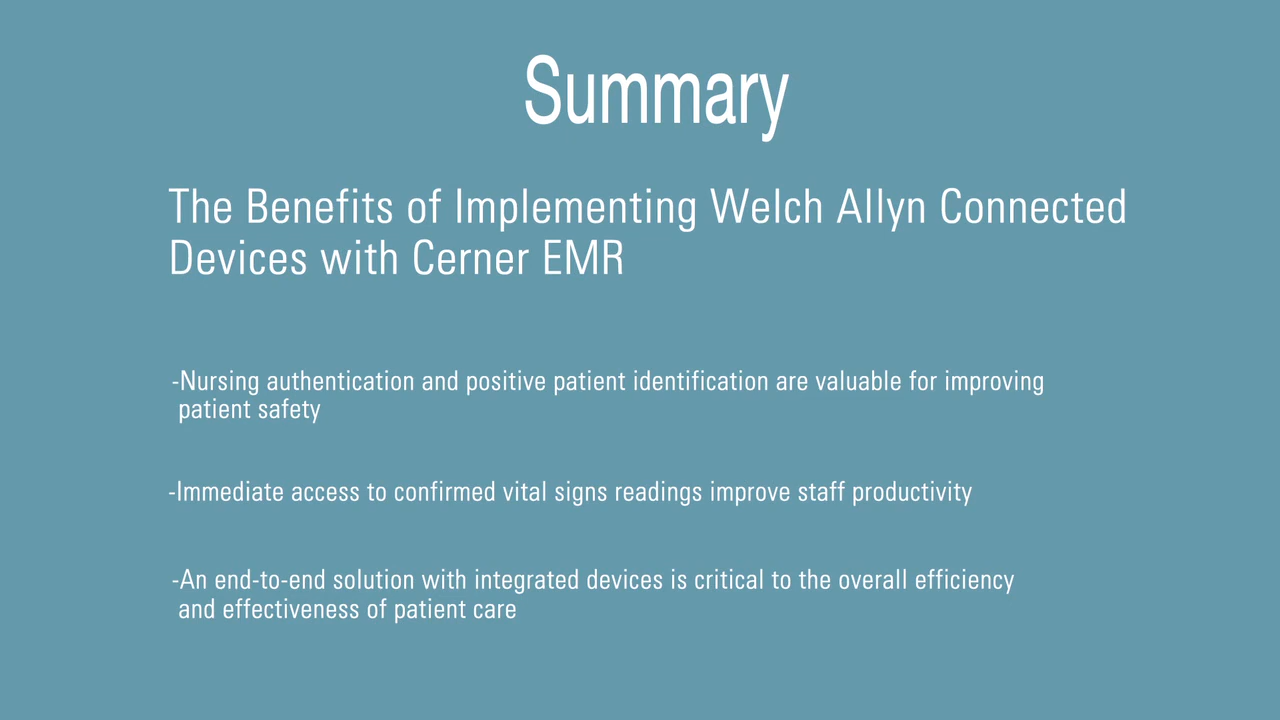 Summary
The Benefits of Implementing Welch Allyn Connected
Devices with Cerner EMR
-Nursing authentication and positive patient identification are valuable for improving
patient safety
-Immediate access to confirmed vital signs readings improve staff productivity
-An end-to-end solution with integrated devices is critical to the overall efficiency
and effectiveness of patient care